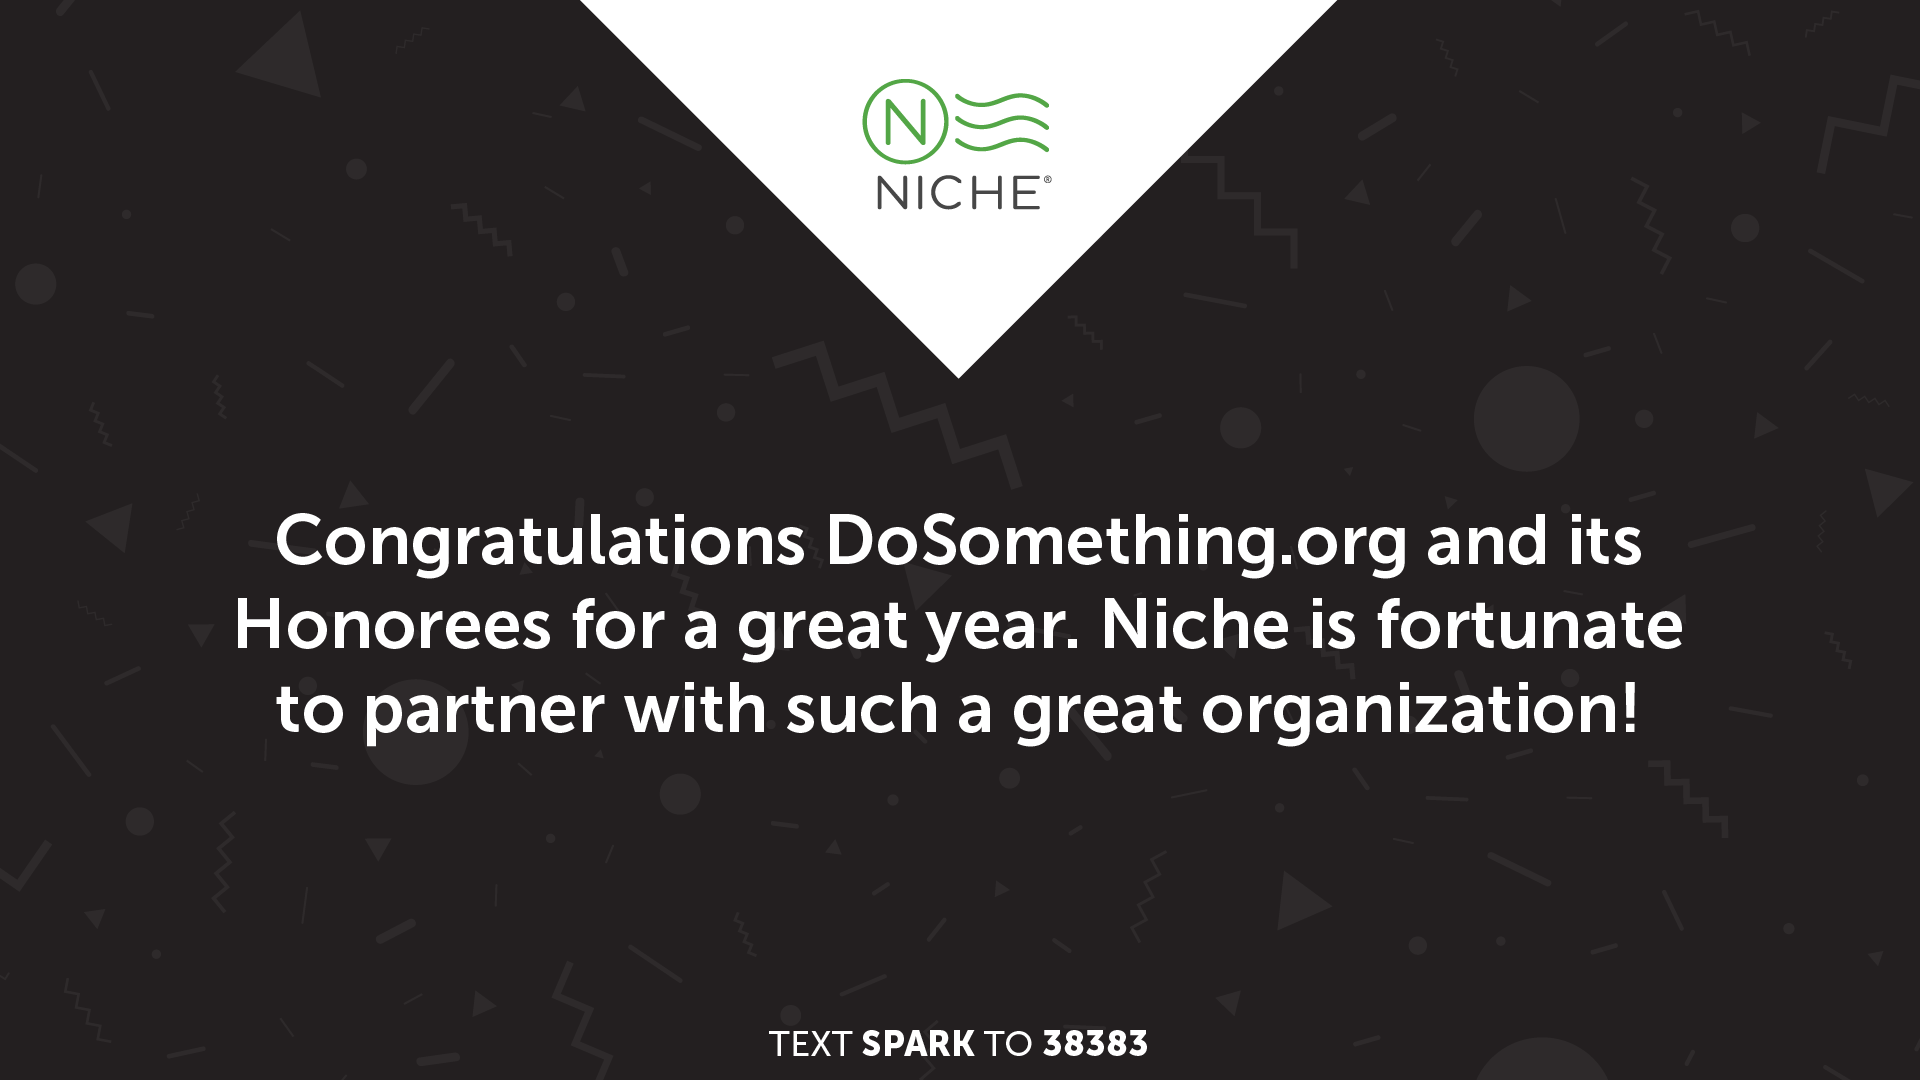 N
NICHE®
Congratulations DoSomething.org and its
Honorees for a great year. Niche is fortunate
to partner with such a great organization!
TEXT SPARK TO 38383